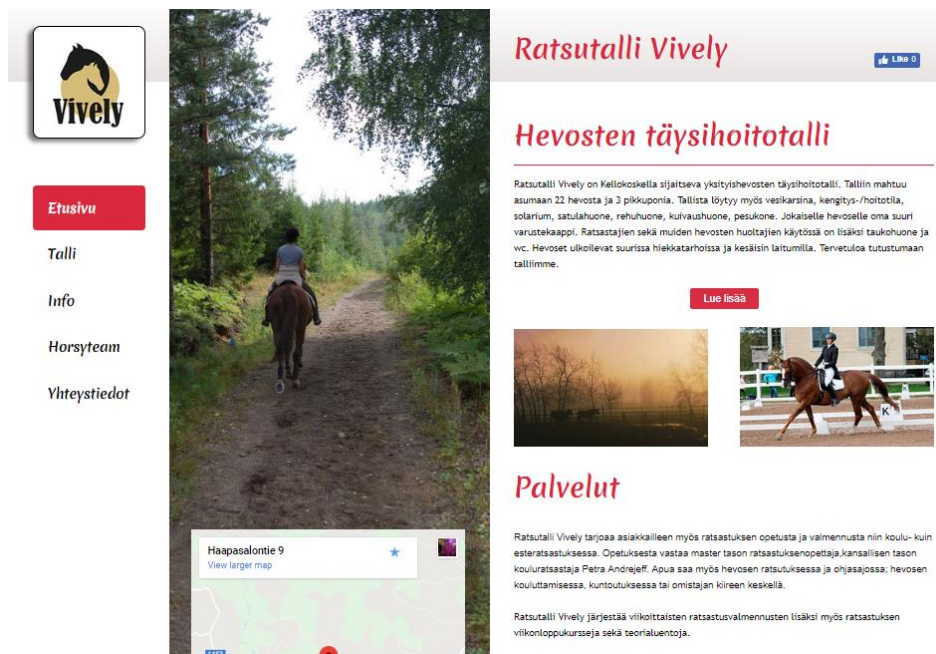 Vively
Etusivu
Talli
Info
Horsyteam
Yhteystiedot
Haapasalontie 9
View larger map
Ratsutalli Vively
Like 0
Hevosten täysihoitotalli
Ratsutalli Vively on Kellokoskella sijaitseva yksityishevosten täysihoitotalli. Talliin mahtuu
asumaan 22 hevosta ja 3 pikkuponia. Tallista löytyy myös vesikarsina, kengitys-/hoitotila,
solarium, satulahuone, rehuhuone, kuivaushuone, pesukone. Jokaiselle hevoselle oma suuri
varustekaappi. Ratsastajien sekä muiden hevosten huoltajien käytössä on lisäksi taukohuone ja
wc. Hevoset ulkoilevat suurissa hiekkatarhoissa ja kesäisin laitumilla. Tervetuloa tutustumaan
talliimme.
Lue lisää
K
Palvelut
Ratsutalli Vively tarjoaa asiakkailleen myös ratsastuksen opetusta ja valmennusta niin koulu- kuin
esteratsastuksessa. Opetuksesta vastaa master tason ratsastuksenopettaja,kansallisen tason
kouluratsastaja Petra Andrejeff. Apua saa myös hevosen ratsutuksessa ja ohjasajossa; hevosen
kouluttamisessa, kuntoutuksessa tai omistajan kiireen keskellä.
Ratsutalli Vively järjestää viikoittaisten ratsastusvalmennusten lisäksi myös ratsastuksen
viikonloppukursseja sekä teorialuentoja.